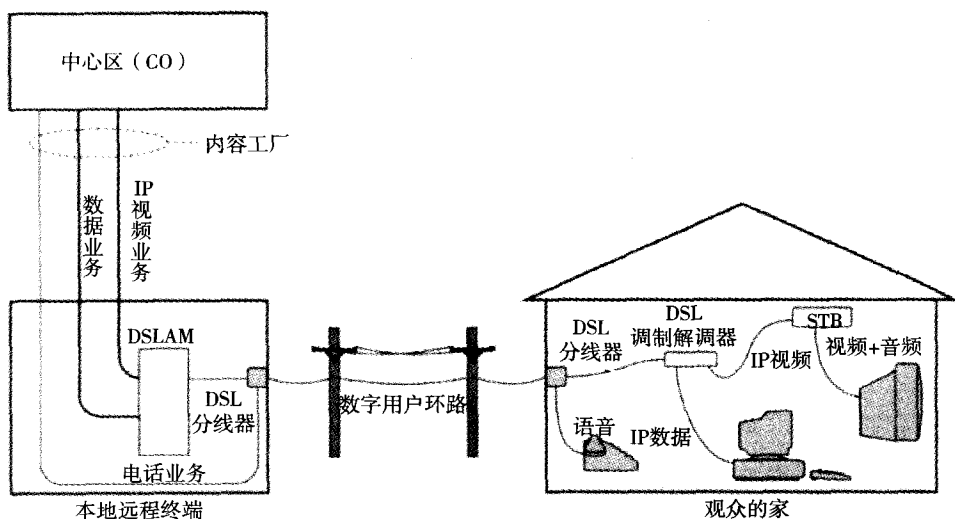 中心区（CO）
内容工厂
数据业务
IP视频业务
DSLAM
DSL
分线器
电话业务
本地远程终端
数字用户环路
DSL
分线器
DSL
调制解调器
STB
IP视频
视频+音频
语音
IP数据
观众的家